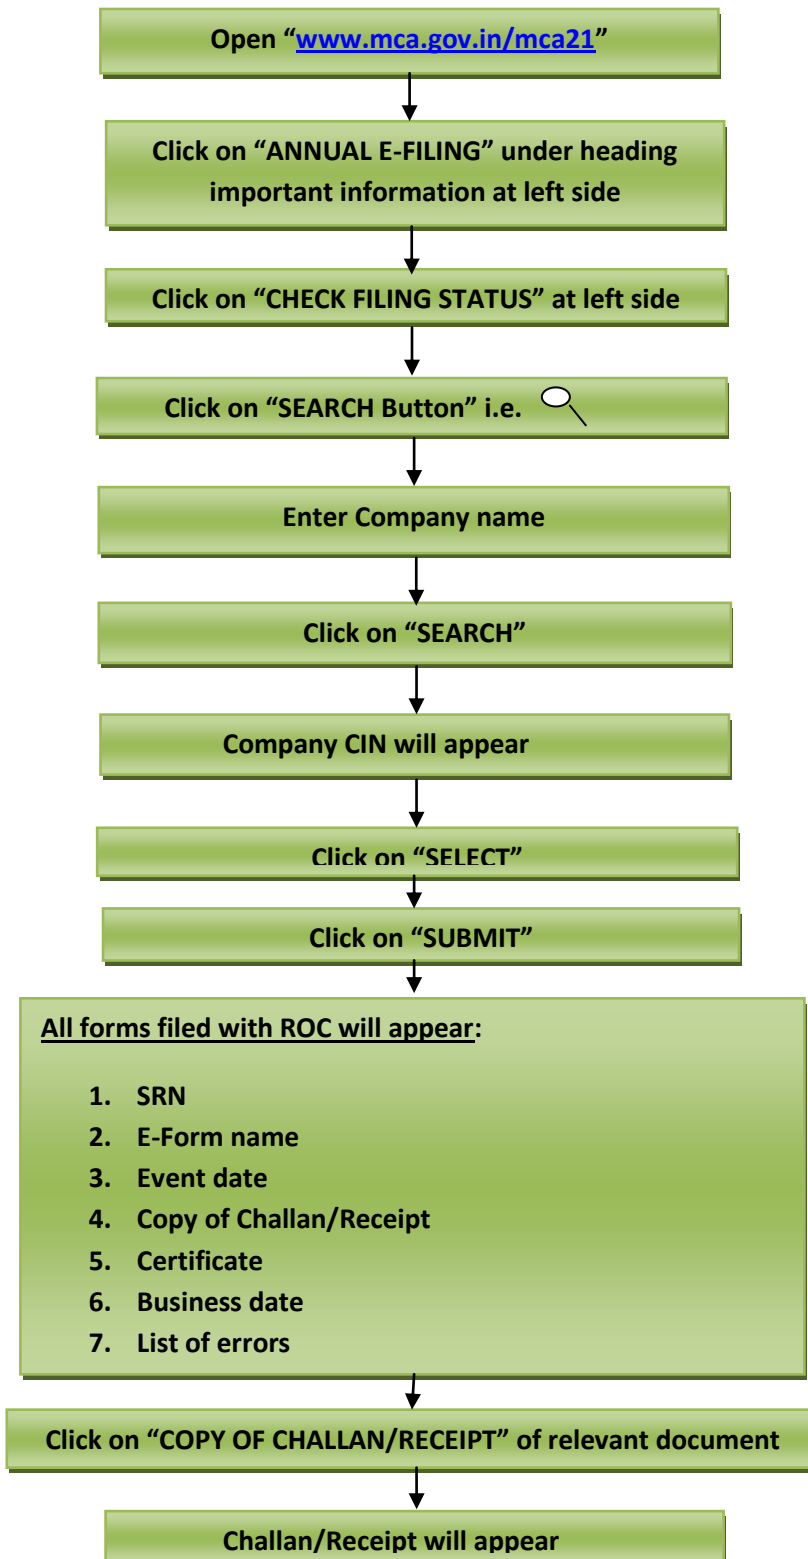 Open “www.mca.gov.in/mca21”
Click on “ANNUAL E-FILING” under heading
important information at left side
Click on “CHECK FILING STATUS” at left side
Click on “SEARCH Button” i.e.
Enter Company name
Click on “SEARCH”
Company CIN will appear
Click on “SELECT”
Click on “SUBMIT”
All forms filed with ROC will appear:
1. SRN
2. E-Form name
3. Event date
4. Copy of Challan/Receipt
5. Certificate
6. Business date
7. List of errors
Click on “COPY OF CHALLAN/RECEIPT” of relevant document
Challan/Receipt will appear